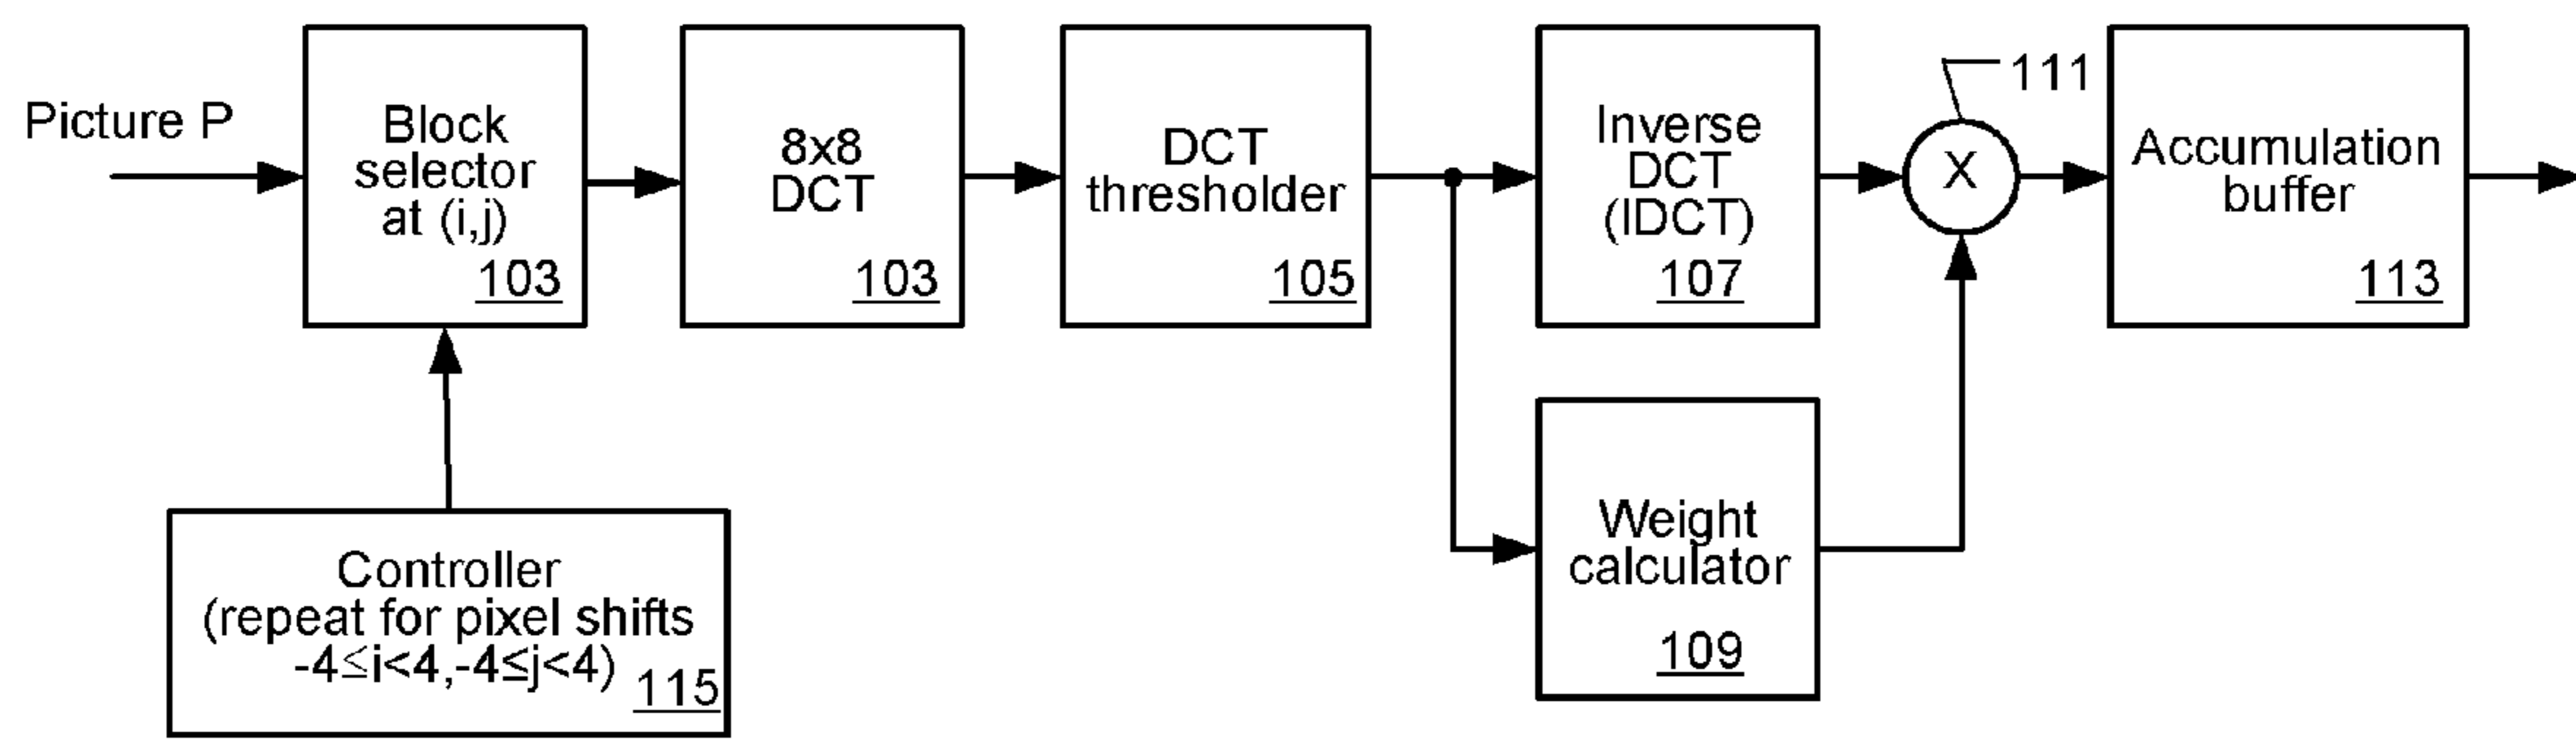 Picture P
Block
selector
at (i,j)
103
8x8
DCT
103
DCT
thresholder
105
Inverse
DCT
(IDCT)
107
111
X
Accumulation
buffer
113
Weight
calculator
109
Controller
(repeat for pixel shifts
-4≤i<4,-4≤j<4)
115